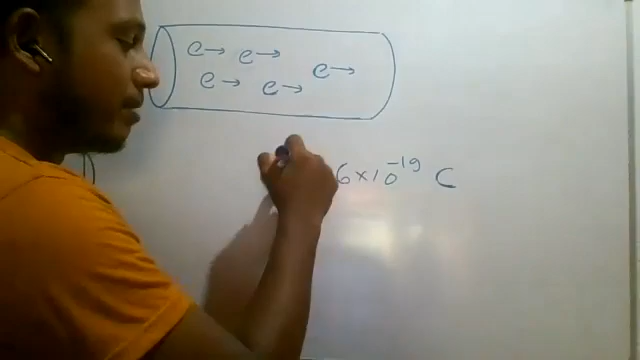 e→ e→ e→
e→ e→
6×10⁻¹⁹ C